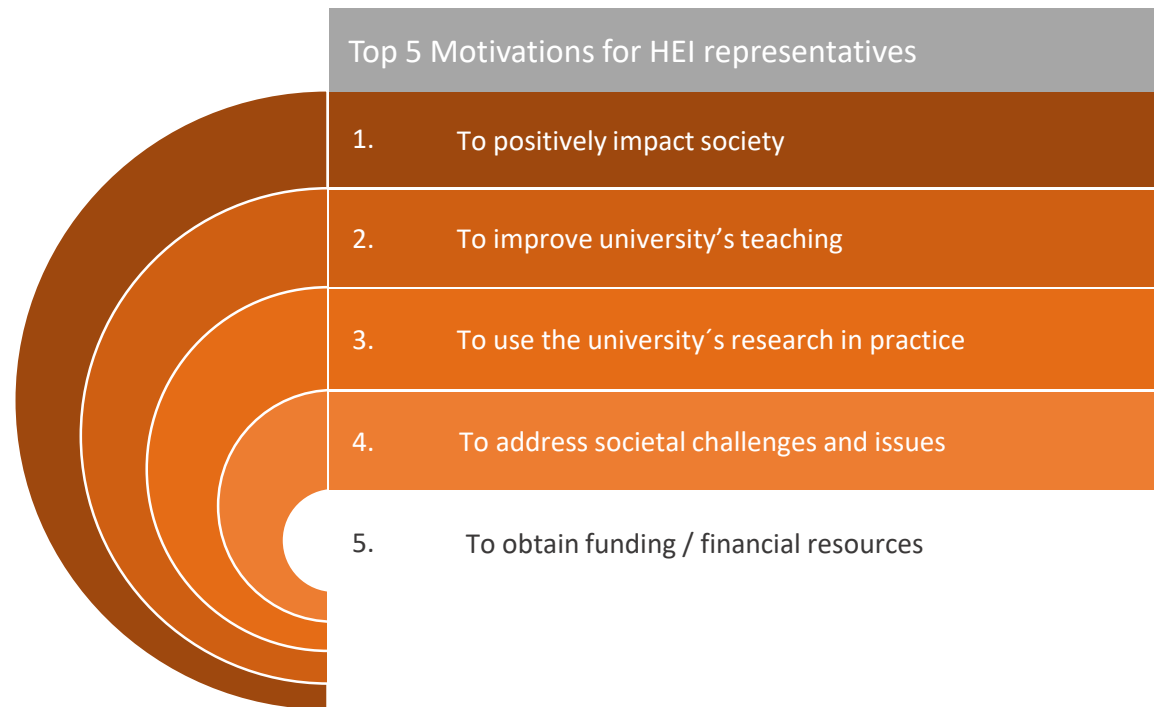 Top 5 Motivations for HEI representatives
1. To positively impact society
2. To improve university’s teaching
3. To use the university´s research in practice
4. To address societal challenges and issues
5. To obtain funding / financial resources